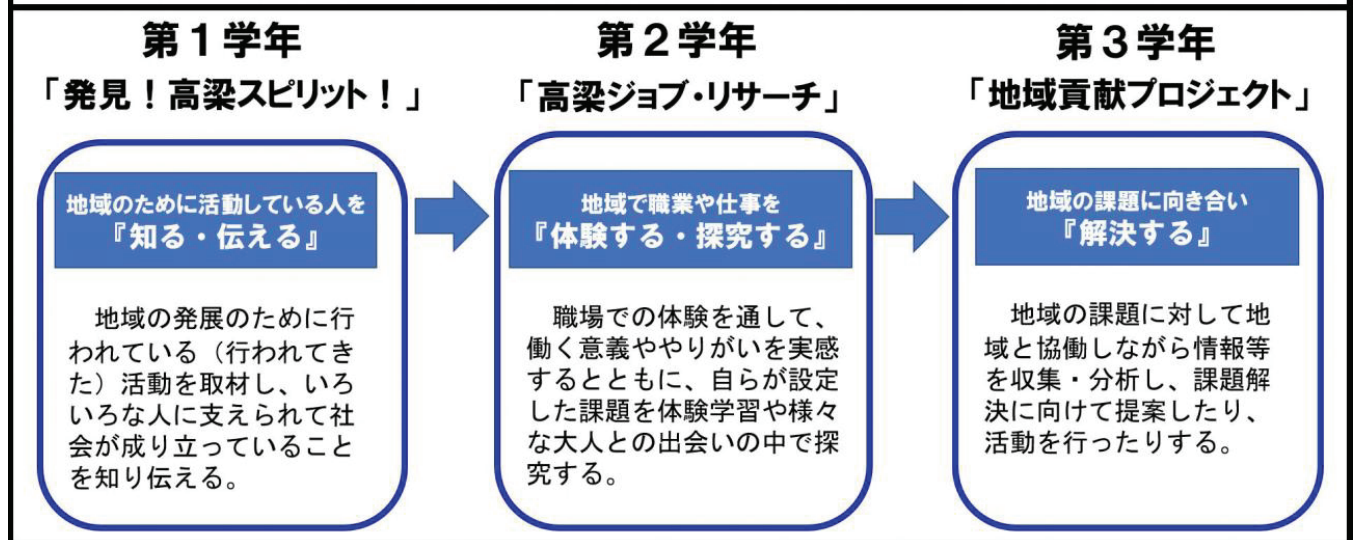 第1学年
「発見!高梁スピリット!」
地域のために活動している人を
『知る・伝える』
地域の発展のために行
われている(行われてき
た)活動を取材し、いろ
いろな人に支えられて社
会が成り立っていること
を知り伝える。
第2学年
「高梁ジョブ・リサーチ」
地域で職業や仕事を
『体験する・探究する』
職場での体験を通して、
働く意義ややりがいを実感
するとともに、自らが設定
した課題を体験学習や様々
な大人との出会いの中で探
究する。
第3学年
「地域貢献プロジェクト」
地域の課題に向き合い
『解決する』
地域の課題に対して地
域と協働しながら情報等
を収集・分析し、課題解
決に向けて提案したり、
活動を行ったりする。